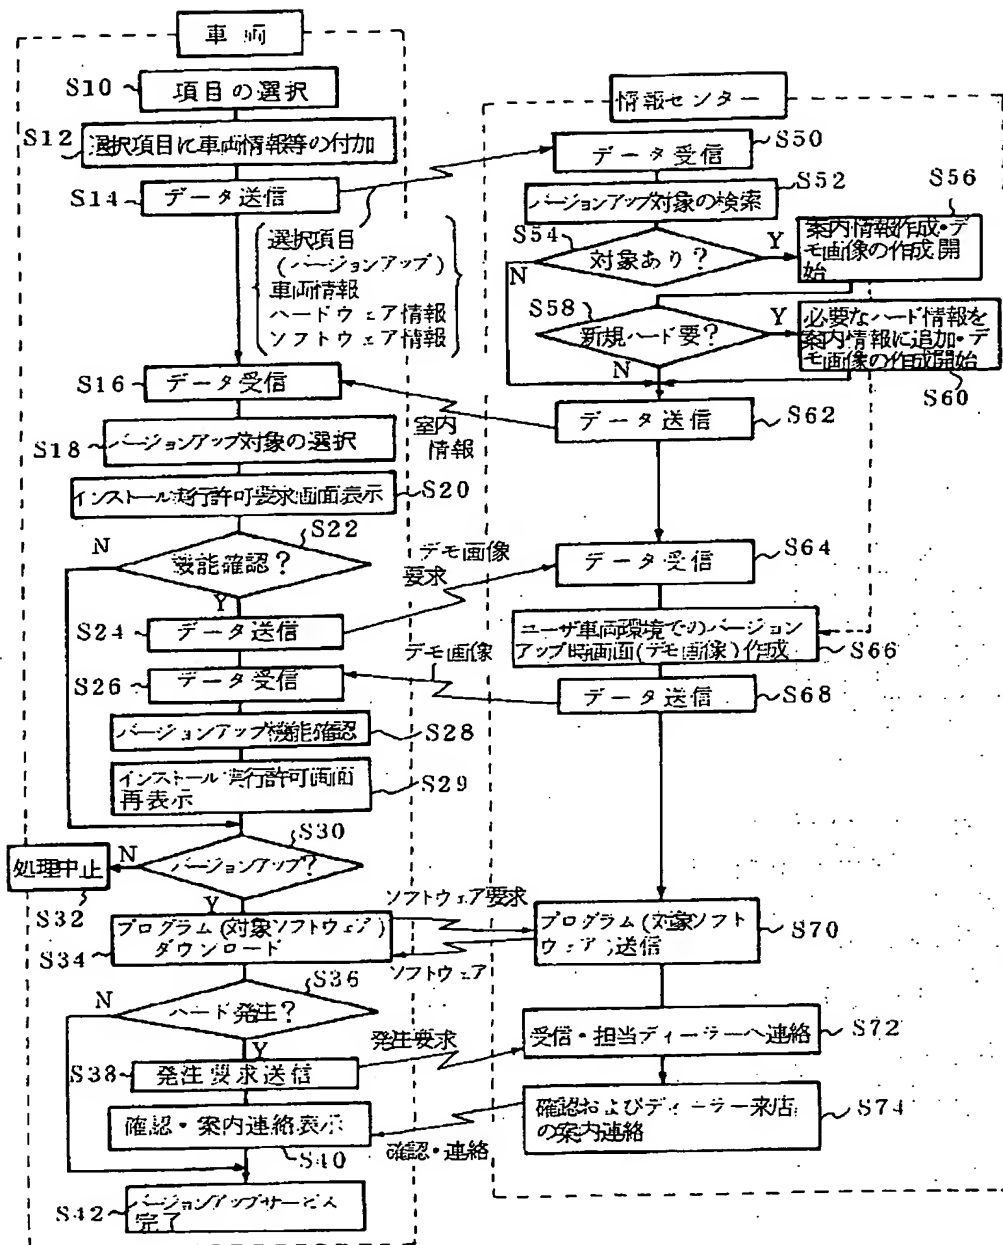 車両
S10
項目の選択
S12
選択項目に車両情報等の付加
S14
データ送信
選択項目
(バージョンアップ)
車両情報
ハードウェア情報
ソフトウェア情報
S16
データ受信
S18
バージョンアップ対象の選択
インストール実行許可要求画面表示
S20
S22
N
機能確認?
Y
S24
データ送信
S26
データ受信
バージョンアップ機能確認
S28
インストール実行許可画面
再表示
S29
S30
バージョンアップ?
N
処理中止
S32
Y
S34
プログラム(対象ソフトウェア)
ダウンロード
S36
N
ハード発注?
Y
S38
発注要求送信
確認・案内連絡表示
S40
S42
バージョンアップサービス
完了
室内
情報
デモ画像
要求
デモ画像
ソフトウェア要求
ソフトウェア
発注要求
確認・連絡
情報センター
データ受信
S50
バージョンアップ対象の検索
S52
S54
対象あり?
Y
N
S56
案内情報作成・デ
モ画像の作成開
始
S58
新規ハード要?
Y
N
必要なハード情報を
案内情報に追加・デ
モ画像の作成開始
S60
データ送信
S62
データ受信
S64
ユーザ車両環境でのバージョン
アップ時画面(デモ画像)作成
S66
データ送信
S68
プログラム(対象ソフト
ウェア)送信
S70
受信・担当ディーラーへ連絡
S72
確認およびディーラー来店
の案内連絡
S74